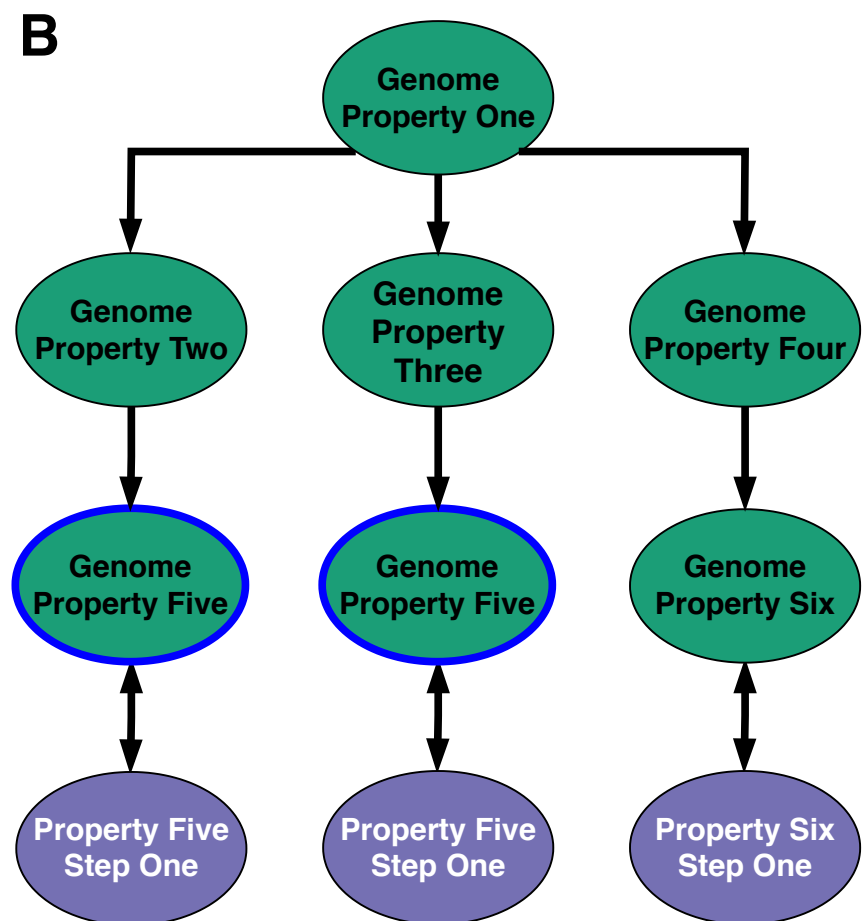 B
Genome
Property One
Genome
Property Two
Genome
Property
Three
Genome
Property Four
Genome
Property Five
Genome
Property Five
Genome
Property Six
Property Five
Step One
Property Five
Step One
Property Six
Step One